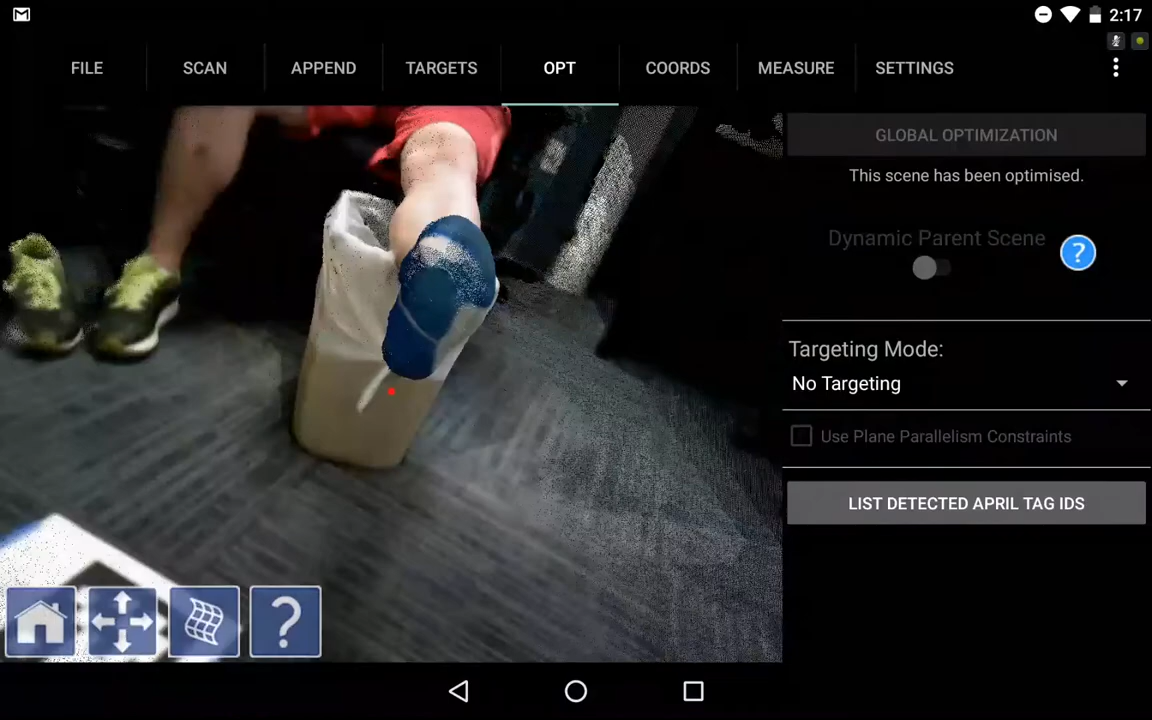 2:17
FILE
SCAN
APPEND
TARGETS
OPT
COORDS
MEASURE
SETTINGS
GLOBAL OPTIMIZATION
This scene has been optimised.
Dynamic Parent Scene
?
Targeting Mode:
No Targeting
Use Plane Parallelism Constraints
LIST DETECTED APRIL TAG IDS
?